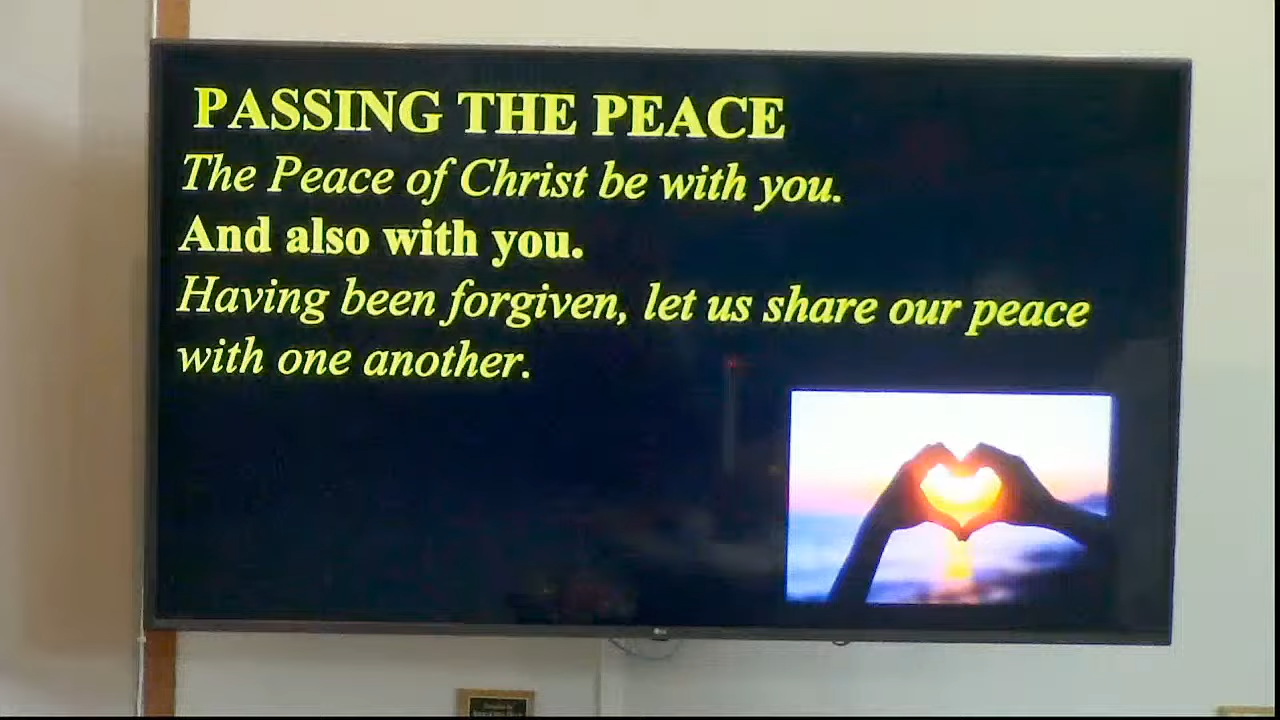 PASSING THE PEACE
The Peace of Christ be with you.
And also with you.
Having been forgiven, let us share our peace
with one another.